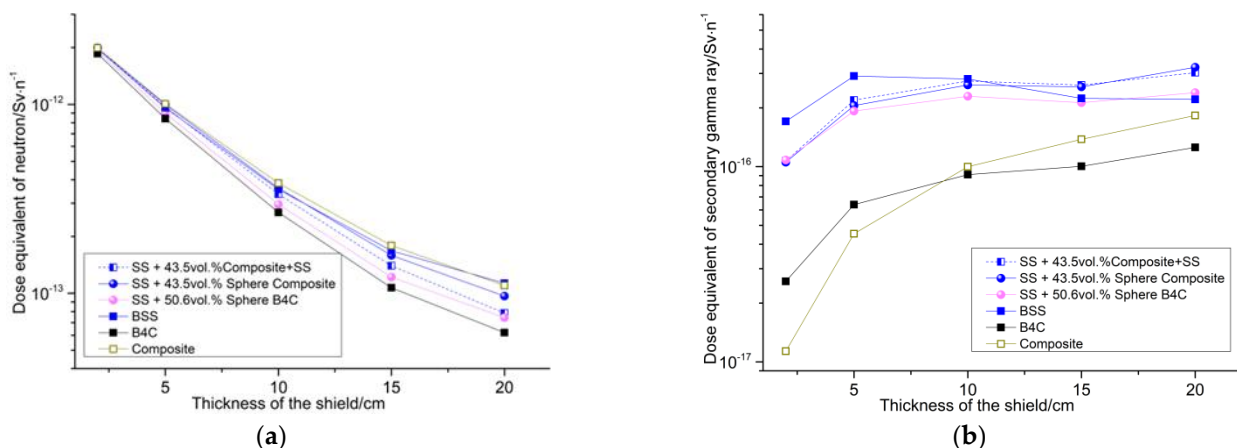 Dose equivalent of neutron/Sv·n⁻¹
10⁻¹²
10⁻¹³
SS + 43.5vol.%Composite+SS
SS + 43.5vol.% Sphere Composite
SS + 50.6vol.% Sphere B4C
BSS
B4C
Composite
5 10 15 20
Thickness of the shield/cm
(a)
Dose equivalent of secondary gamma ray/Sv·n⁻¹
10⁻¹⁶
10⁻¹⁷
SS + 43.5vol.%Composite+SS
SS + 43.5vol.% Sphere Composite
SS + 50.6vol.% Sphere B4C
BSS
B4C
Composite
5 10 15 20
Thickness of the shield/cm
(b)